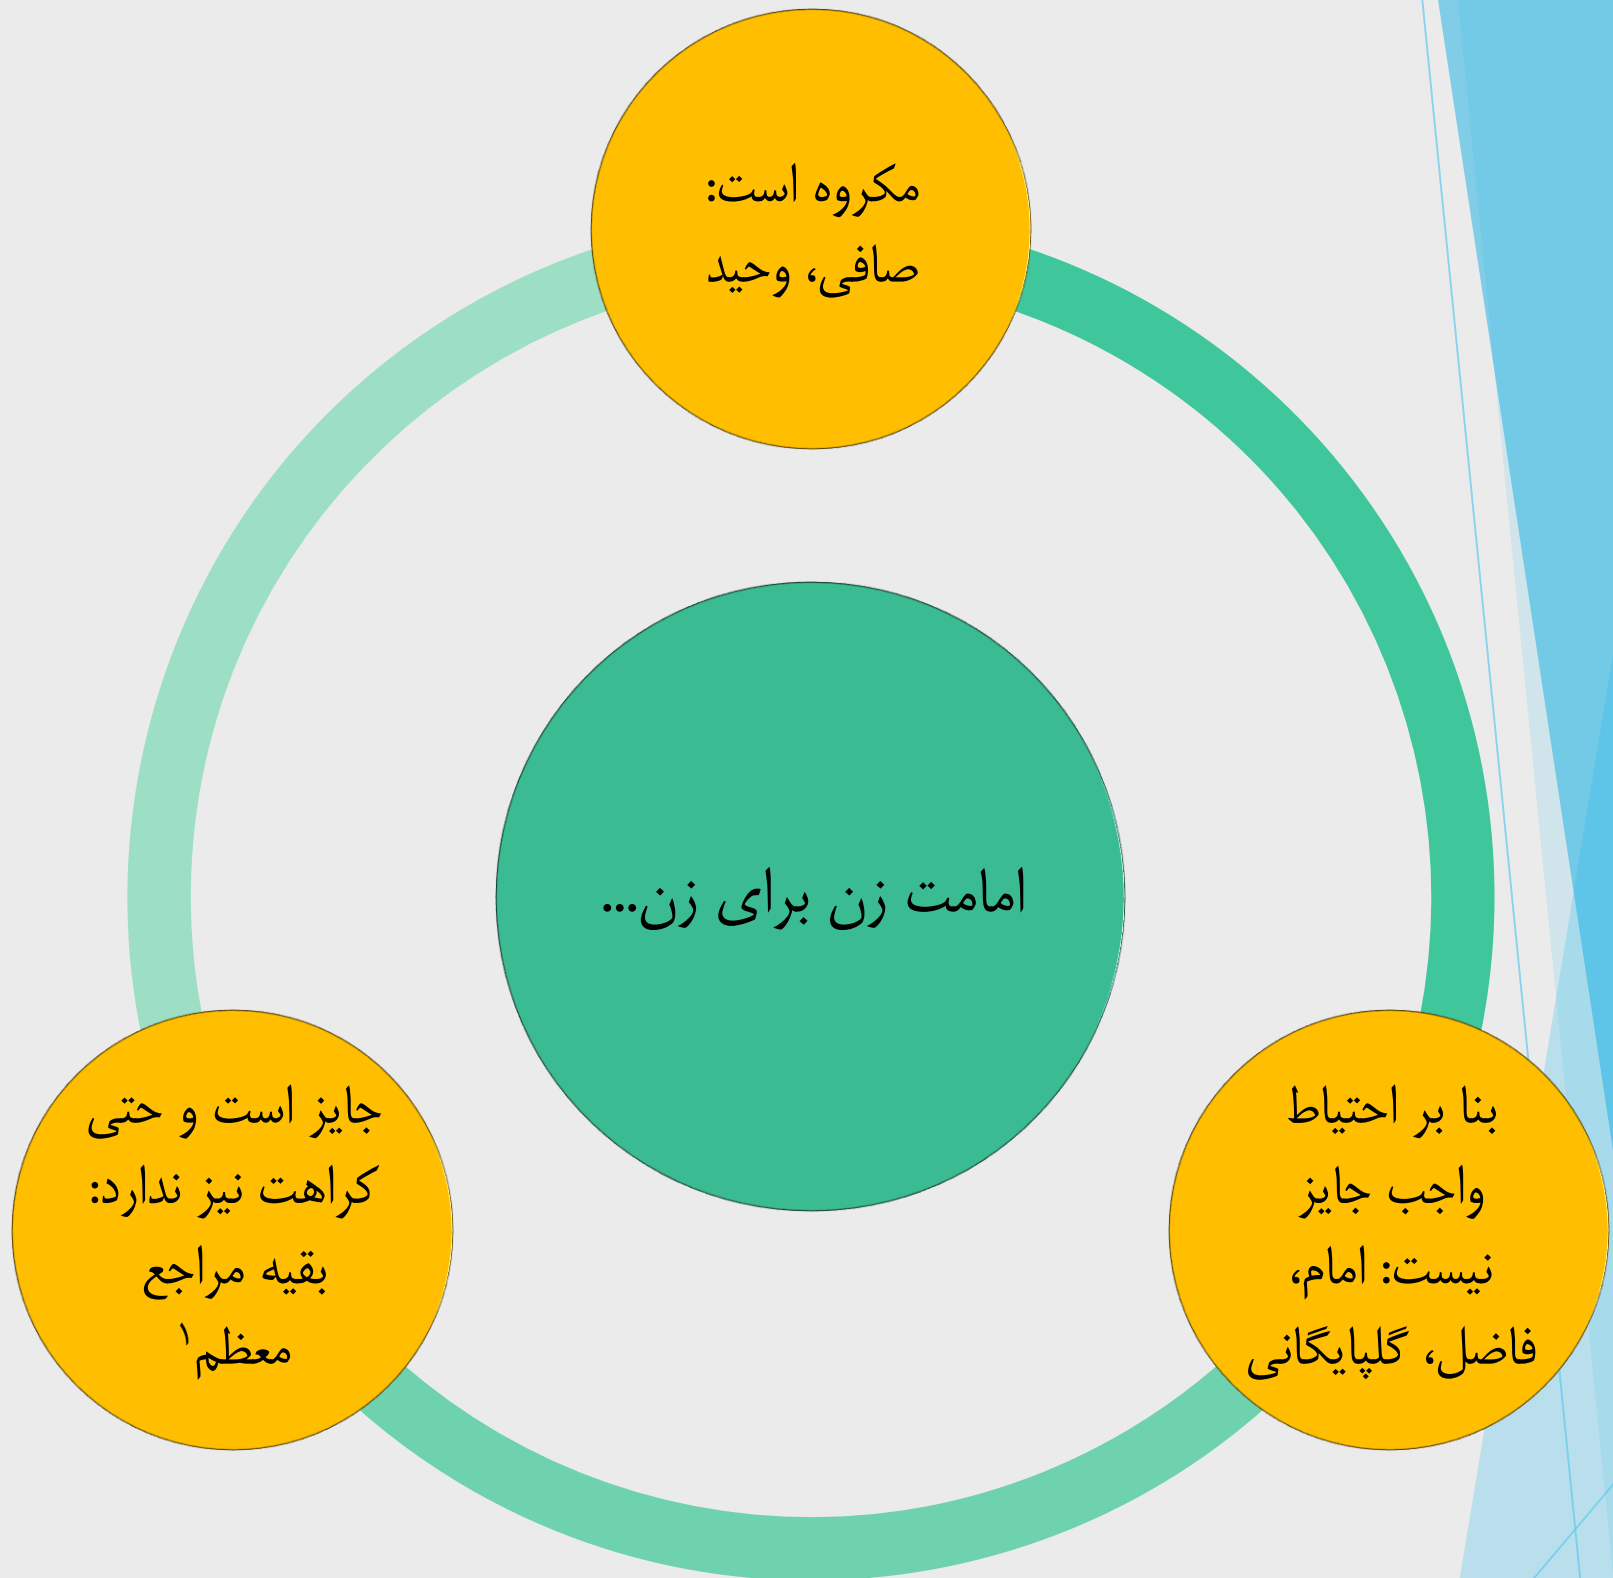 مکروه است:
صافی، وحید
امامت زن برای زن...
بنا بر احتیاط
واجب جایز
نیست: امام،
فاضل، گلپایگانی
جایز است و حتی
کراهت نیز ندارد:
بقیه مراجع
معظم۱